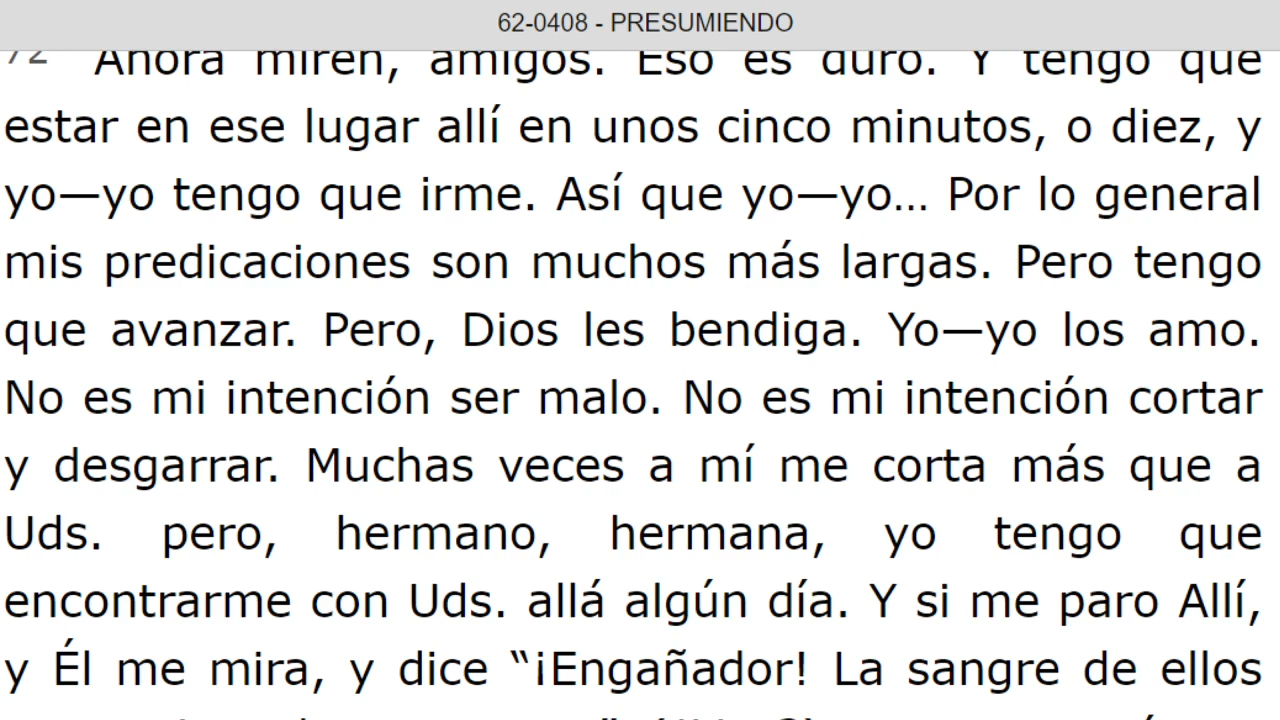 62-0408 - PRESUMIENDO
72 Ahora miren, amigos. Eso es duro. Y tengo que
estar en ese lugar allí en unos cinco minutos, o diez, y
yo—yo tengo que irme. Así que yo—yo… Por lo general
mis predicaciones son muchos más largas. Pero tengo
que avanzar. Pero, Dios les bendiga. Yo—yo los amo.
No es mi intención ser malo. No es mi intención cortar
y desgarrar. Muchas veces a mí me corta más que a
Uds. pero, hermano, hermana, yo tengo que
encontrarme con Uds. allá algún día. Y si me paro Allí,
y Él me mira, y dice “¡Engañador! La sangre de ellos